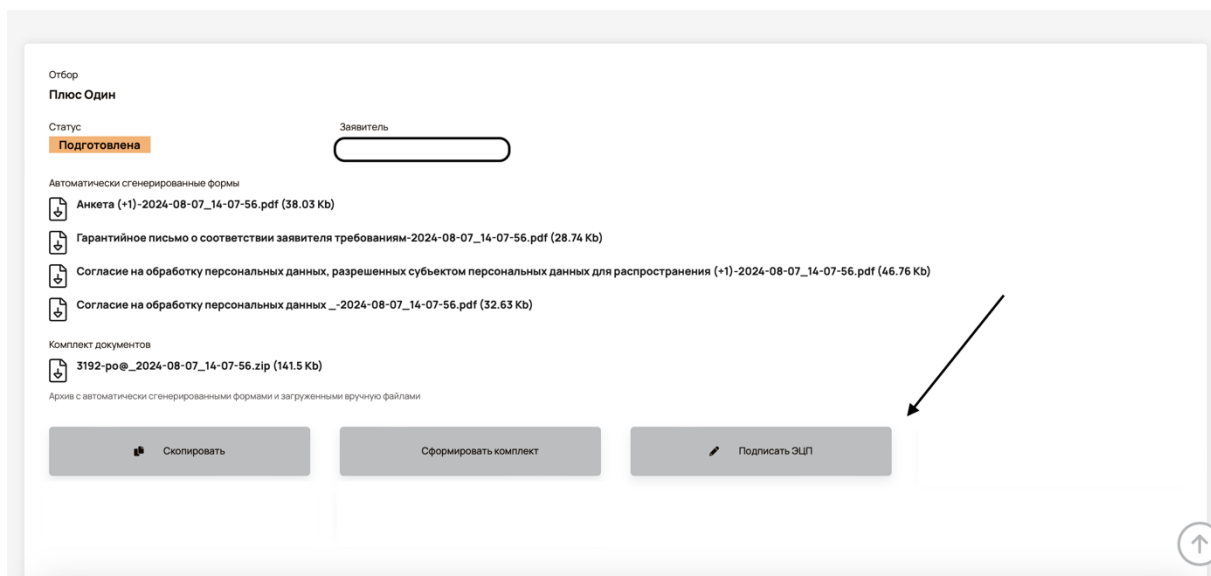 Отбор
Плюс Один
Статус
Заявитель
Подготовлена
Автоматически сгенерированные формы
Анкета (+1)-2024-08-07_14-07-56.pdf (38.03 Kb)
Гарантийное письмо о соответствии заявителя требованиям-2024-08-07_14-07-56.pdf (28.74 Kb)
Согласие на обработку персональных данных, разрешенных субъектом персональных данных для распространения (+1)-2024-08-07_14-07-56.pdf (46.76 Kb)
Согласие на обработку персональных данных _-2024-08-07_14-07-56.pdf (32.63 Kb)
Комплект документов
3192-po@_2024-08-07_14-07-56.zip (141.5 Kb)
Архив с автоматически сгенерированными формами и загруженными вручную файлами
Скопировать
Сформировать комплект
Подписать ЭЦП